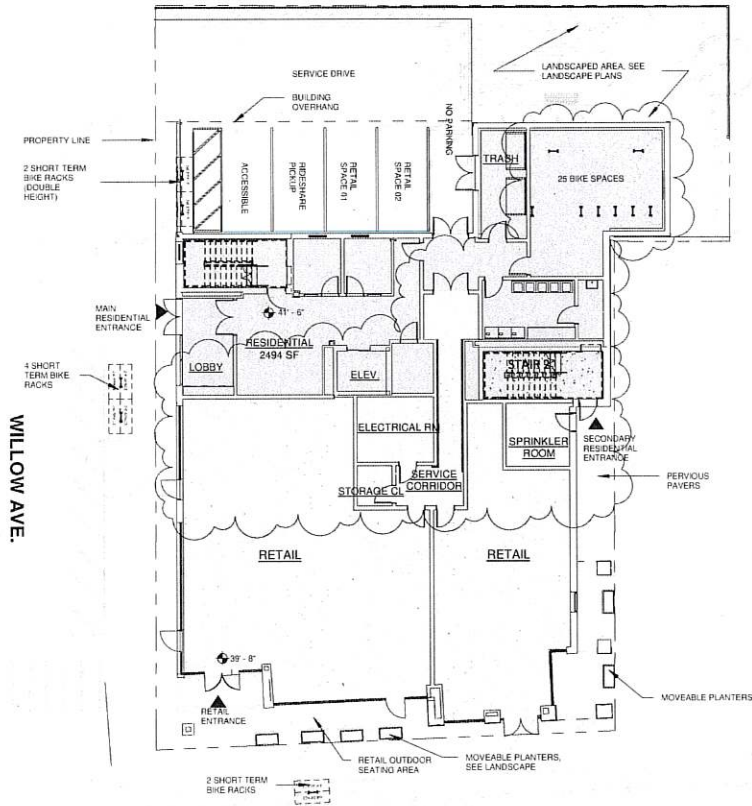 LANDSCAPED AREA, SEE
LANDSCAPE PLANS
SERVICE DRIVE
BUILDING
OVERHANG
NO PARKING
PROPERTY LINE
2 SHORT TERM
BIKE RACKS
(DOUBLE
HEIGHT)
ACCESSIBLE
RIDESHARE
PICKUP
RETAIL
SPACE 01
RETAIL
SPACE 02
TRASH
25 BIKE SPACES
MAIN
RESIDENTIAL
ENTRANCE
41' - 6"
RESIDENTIAL
2494 SF
LOBBY
ELEV
STAIR 2
4 SHORT
TERM BIKE
RACKS
WILLOW AVE.
ELECTRICAL RM
SPRINKLER
ROOM
SECONDARY
RESIDENTIAL
ENTRANCE
SERVICE
CORRIDOR
STORAGE CL
PERVIOUS
PAVERS
RETAIL
RETAIL
39' - 8"
RETAIL
ENTRANCE
MOVEABLE PLANTERS
RETAIL OUTDOOR
SEATING AREA
MOVEABLE PLANTERS,
SEE LANDSCAPE
2 SHORT TERM
BIKE RACKS